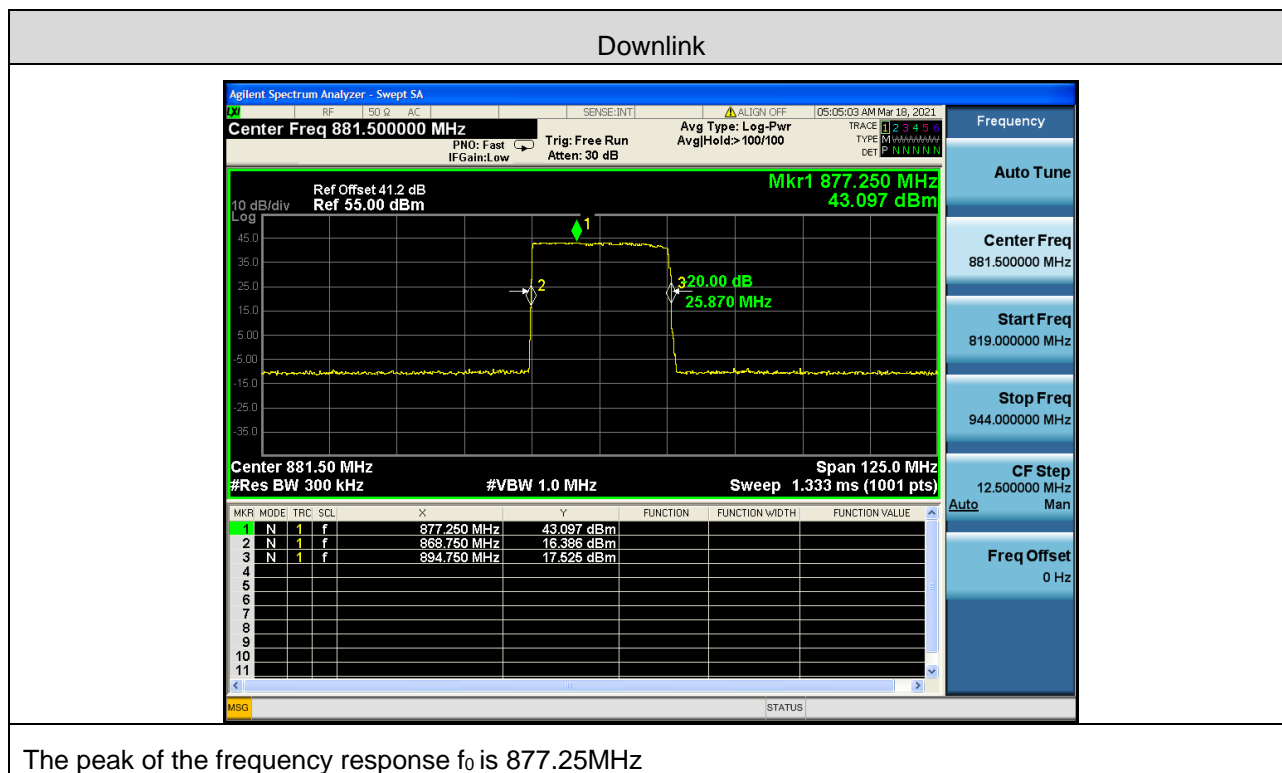 Downlink
Agilent Spectrum Analyzer - Swept SA
LXI RF 50 Ω AC SENSE:INT ALIGN OFF 05:05:03 AM Mar 18, 2021
Center Freq 881.500000 MHz
PNO: Fast
IFGain:Low
Trig: Free Run
Atten: 30 dB
Avg Type: Log-Pwr
Avg|Hold:>100/100
TRACE 1 2 3 4 5 6
TYPE M
DET P N N N N N
Mkr1 877.250 MHz
43.097 dBm
Ref Offset 41.2 dB
Ref 55.00 dBm
10 dB/div
Log
45.0
35.0
25.0
15.0
5.00
-5.00
-15.0
-25.0
-35.0
1
2
3
20.00 dB
25.870 MHz
Center 881.50 MHz
Span 125.0 MHz
#Res BW 300 kHz
#VBW 1.0 MHz
Sweep 1.333 ms (1001 pts)
MKR MODE TRC SCL X Y FUNCTION FUNCTION WIDTH FUNCTION VALUE
1 N 1 f 877.250 MHz 43.097 dBm
2 N 1 f 868.750 MHz 16.386 dBm
3 N 1 f 894.750 MHz 17.525 dBm
4
5
6
7
8
9
10
11
MSG
STATUS
Frequency
Auto Tune
Center Freq
881.500000 MHz
Start Freq
819.000000 MHz
Stop Freq
944.000000 MHz
CF Step
12.500000 MHz
Auto Man
Freq Offset
0 Hz
The peak of the frequency response f₀ is 877.25MHz